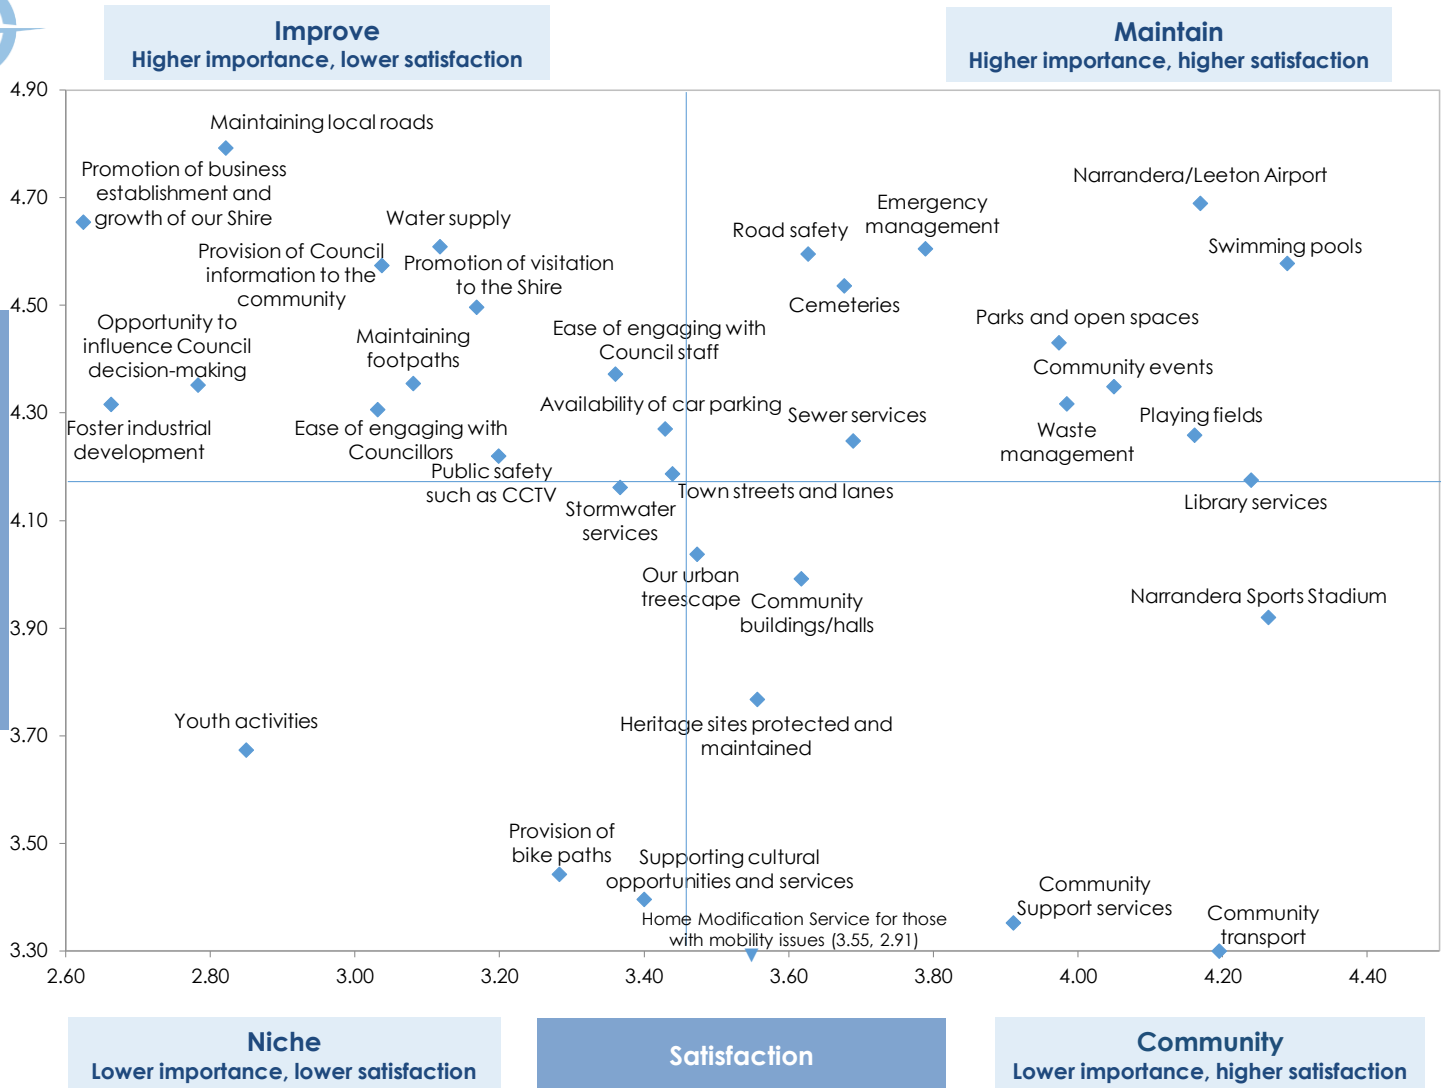 Improve
Higher importance, lower satisfaction
Maintain
Higher importance, higher satisfaction
4.90
4.70
4.50
4.30
4.10
3.90
3.70
3.50
3.30
Maintaining local roads
Promotion of business
establishment and
growth of our Shire
Water supply
Provision of Council
information to the
community
Promotion of visitation
to the Shire
Opportunity to
influence Council
decision-making
Maintaining
footpaths
Foster industrial
development
Ease of engaging with
Councillors
Public safety
such as CCTV
Ease of engaging with
Council staff
Availability of car parking
Stormwater
services
Town streets and lanes
Road safety
Emergency
management
Cemeteries
Narrandera/Leeton Airport
Swimming pools
Parks and open spaces
Community events
Waste
management
Playing fields
Sewer services
Library services
Our urban
treescape
Community
buildings/halls
Narrandera Sports Stadium
Heritage sites protected and
maintained
Youth activities
Provision of
bike paths
Supporting cultural
opportunities and services
Home Modification Service for those
with mobility issues (3.55, 2.91)
Community
Support services
Community
transport
2.60
2.80
3.00
3.20
3.40
3.60
3.80
4.00
4.20
4.40
Niche
Lower importance, lower satisfaction
Satisfaction
Community
Lower importance, higher satisfaction